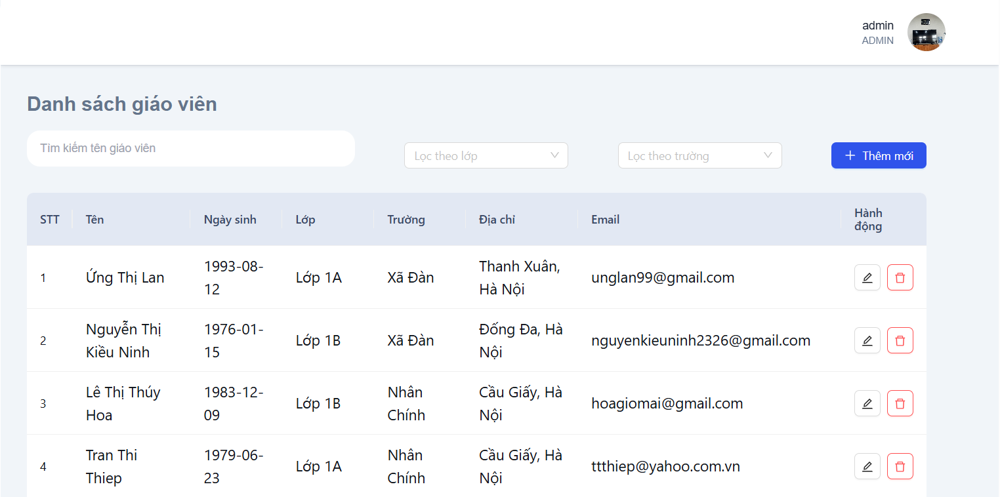 admin
ADMIN
Danh sách giáo viên
Tìm kiếm tên giáo viên
Lọc theo lớp
Lọc theo trường
Thêm mới
STT Tên Ngày sinh Lớp Trường Địa chỉ Email Hành
động
1 Ứng Thị Lan 1993-08-
12 Lớp 1A Xã Đàn Thanh Xuân,
Hà Nội unglan99@gmail.com
2 Nguyễn Thị
Kiều Ninh 1976-01-
15 Lớp 1B Xã Đàn Đống Đa, Hà
Nội nguyenkieuninh2326@gmail.com
3 Lê Thị Thúy
Hoa 1983-12-
09 Lớp 1B Nhân
Chính Cầu Giấy, Hà
Nội hoagiomai@gmail.com
4 Tran Thi
Thiep 1979-06-
23 Lớp 1A Nhân
Chính Cầu Giấy, Hà
Nội ttthiep@yahoo.com.vn